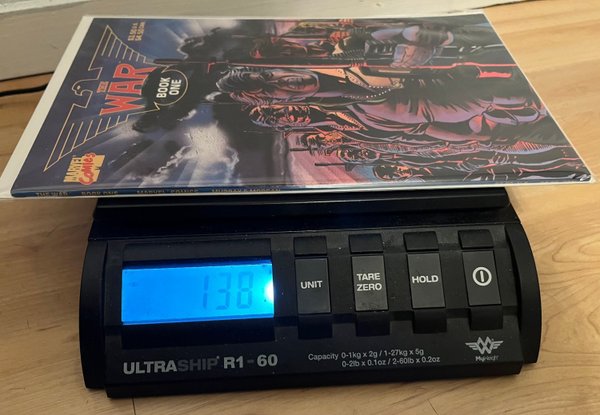 THE
WAR
BOOK
ONE
MARVEL
COMICS
THE WAR BOOK ONE MARVEL COMICS
138
UNIT
TARE
ZERO
HOLD
ULTRASHIP R1-60
Capacity 0-1kg x 2g / 1-27kg x 5g
0-2lb x 0.1oz / 2-60lb x 0.2oz
MyWeigh